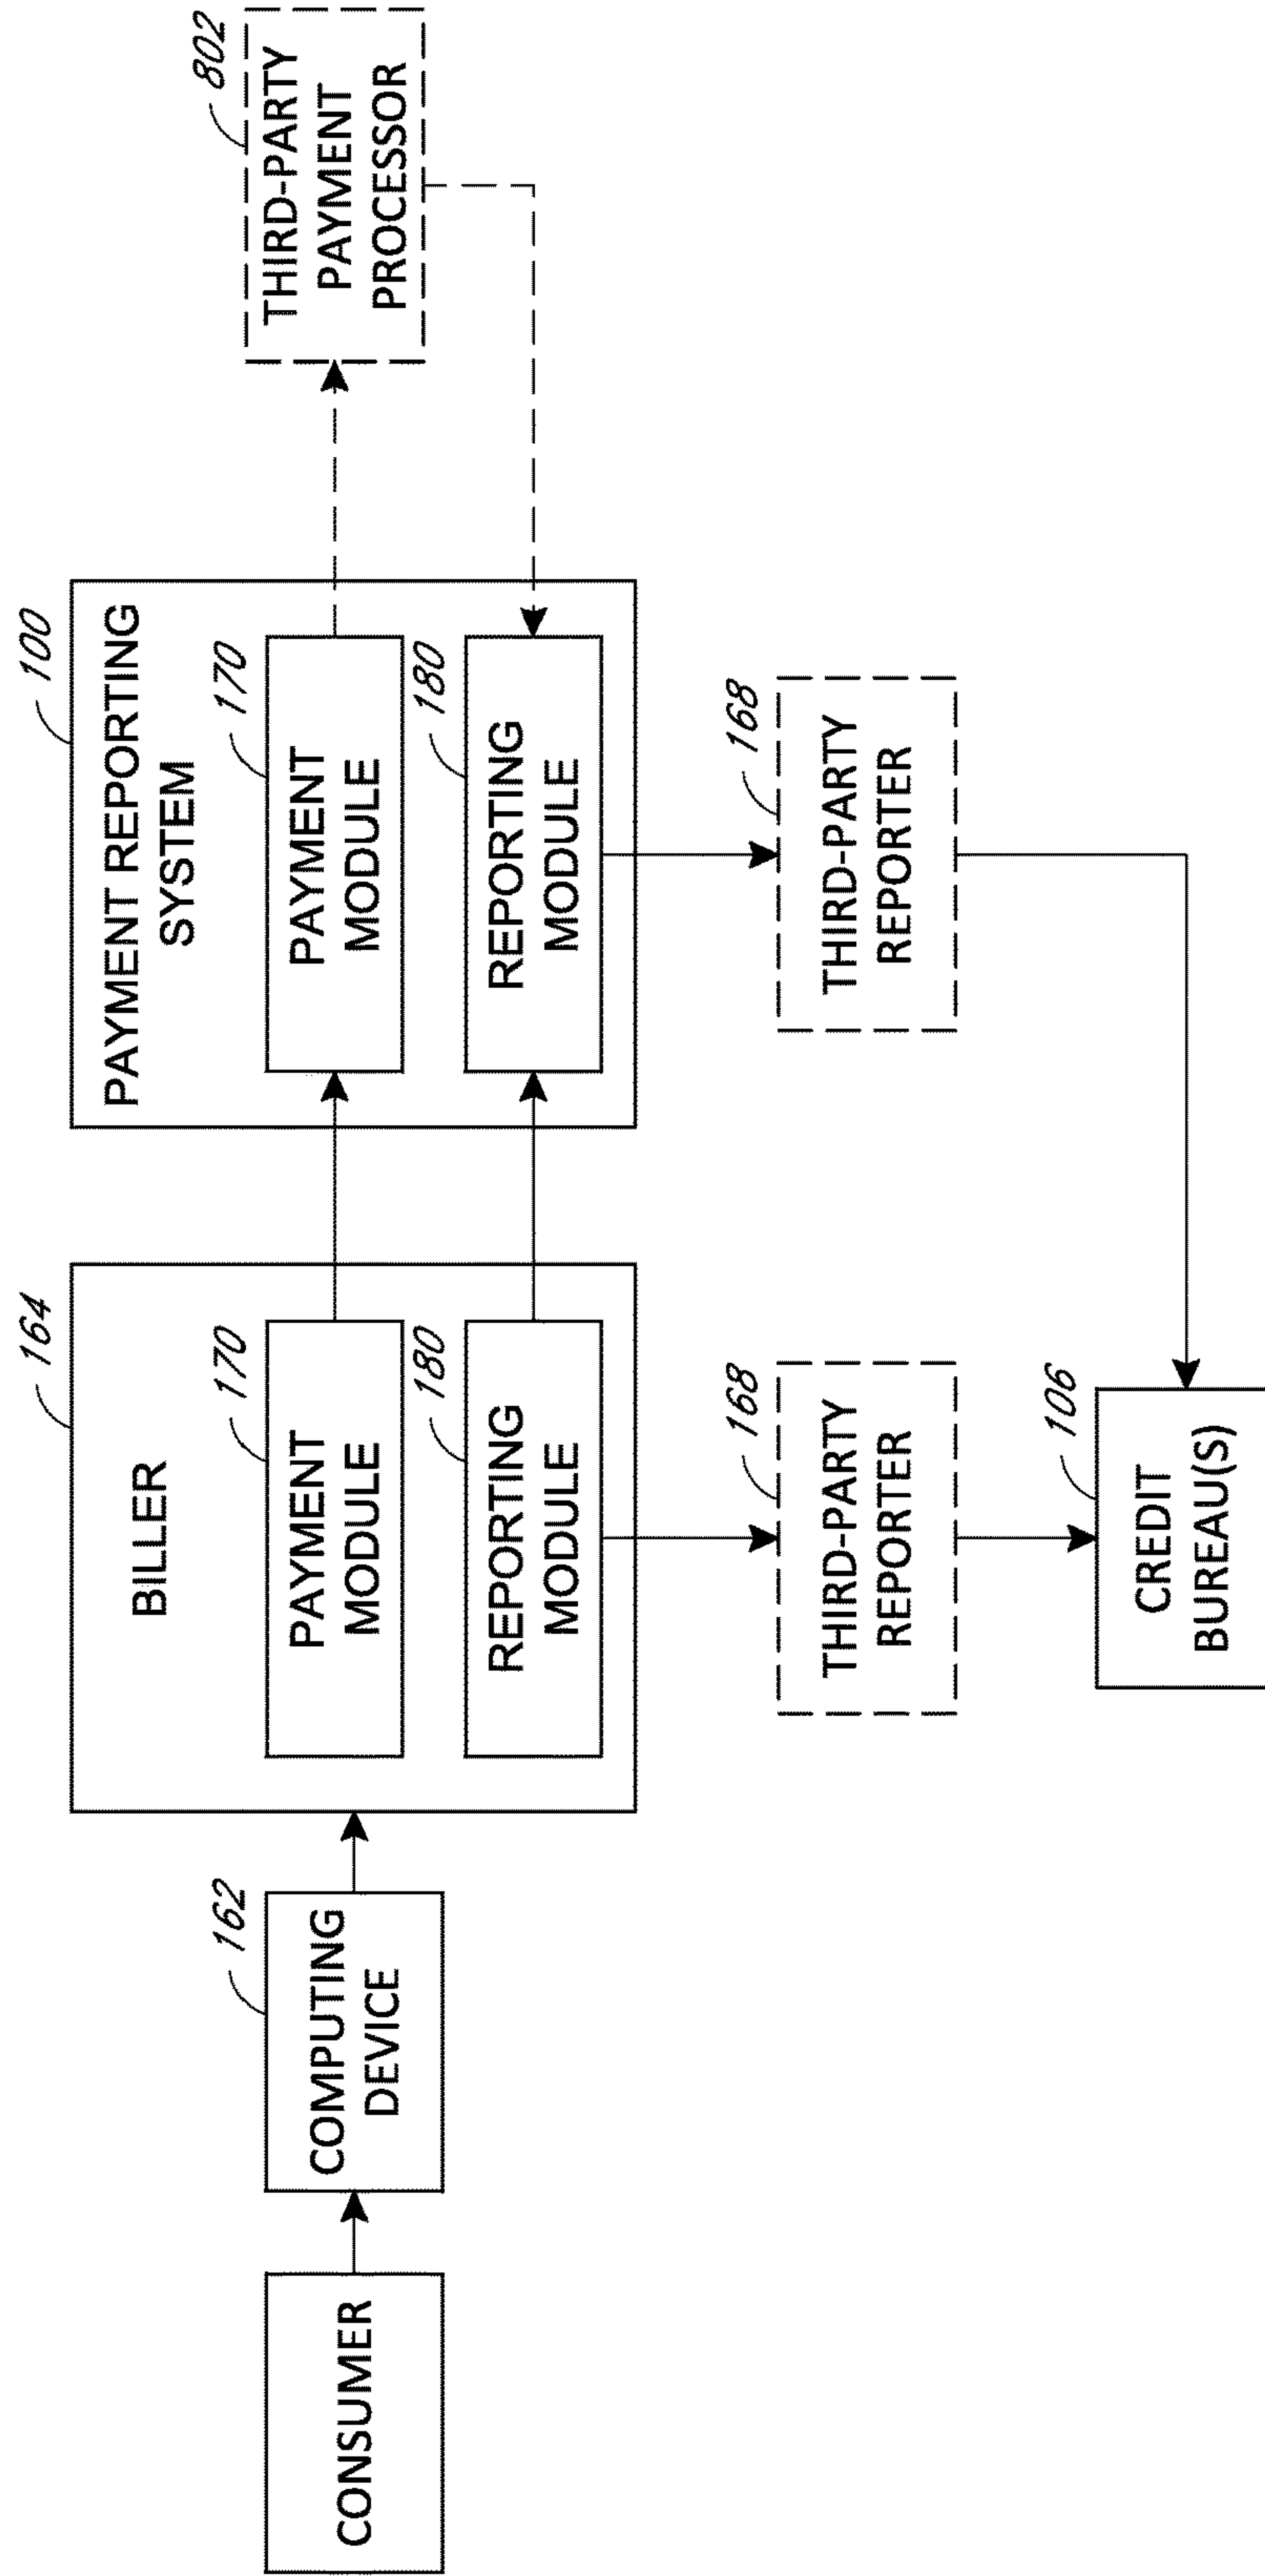 CONSUMER
162
COMPUTING
DEVICE
164
BILLER
170
PAYMENT
MODULE
180
REPORTING
MODULE
168
THIRD-PARTY
REPORTER
106
CREDIT
BUREAU(S)
100
PAYMENT REPORTING
SYSTEM
170
PAYMENT
MODULE
180
REPORTING
MODULE
168
THIRD-PARTY
REPORTER
802
THIRD-PARTY
PAYMENT
PROCESSOR